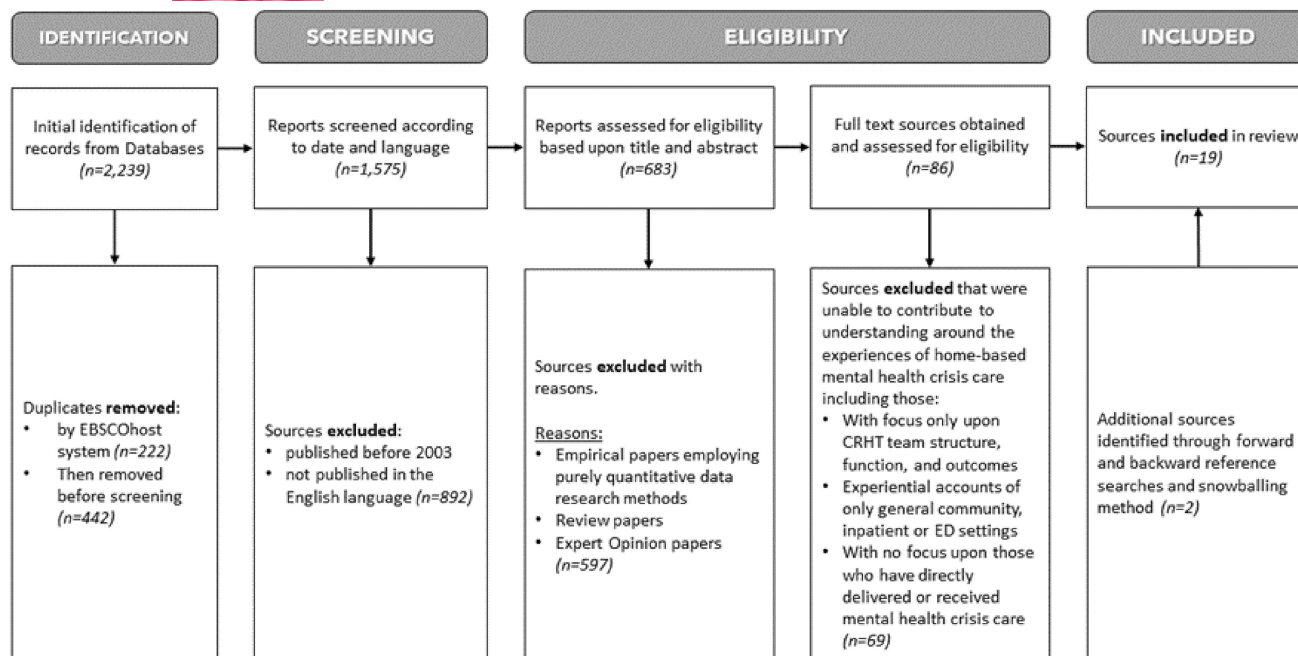 IDENTIFICATION
SCREENING
ELIGIBILITY
INCLUDED
Initial identification of
records from Databases
(n=2,239)
Reports screened according
to date and language
(n=1,575)
Reports assessed for eligibility
based upon title and abstract
(n=683)
Full text sources obtained
and assessed for eligibility
(n=86)
Sources included in review
(n=19)
Duplicates removed:
• by EBSCOhost
system (n=222)
• Then removed
before screening
(n=442)
Sources excluded:
• published before 2003
• not published in the
English language (n=892)
Sources excluded with
reasons.
Reasons:
• Empirical papers employing
purely quantitative data
research methods
• Review papers
• Expert Opinion papers
(n=597)
Sources excluded that were
unable to contribute to
understanding around the
experiences of home-based
mental health crisis care
including those:
• With focus only upon
CRHT team structure,
function, and outcomes
• Experiential accounts of
only general community,
inpatient or ED settings
• With no focus upon those
who have directly
delivered or received
mental health crisis care
(n=69)
Additional sources
identified through forward
and backward reference
searches and snowballing
method (n=2)